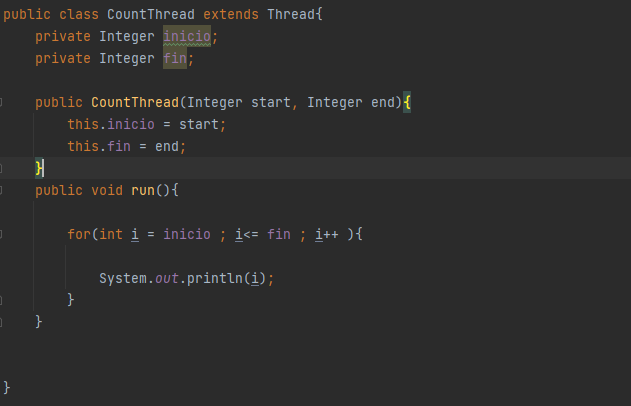 public class CountThread extends Thread{
private Integer inicio;
private Integer fin;
public CountThread(Integer start, Integer end){
this.inicio = start;
this.fin = end;
}
public void run(){
for(int i = inicio ; i<= fin ; i++ ){
System.out.println(i);
}
}
}